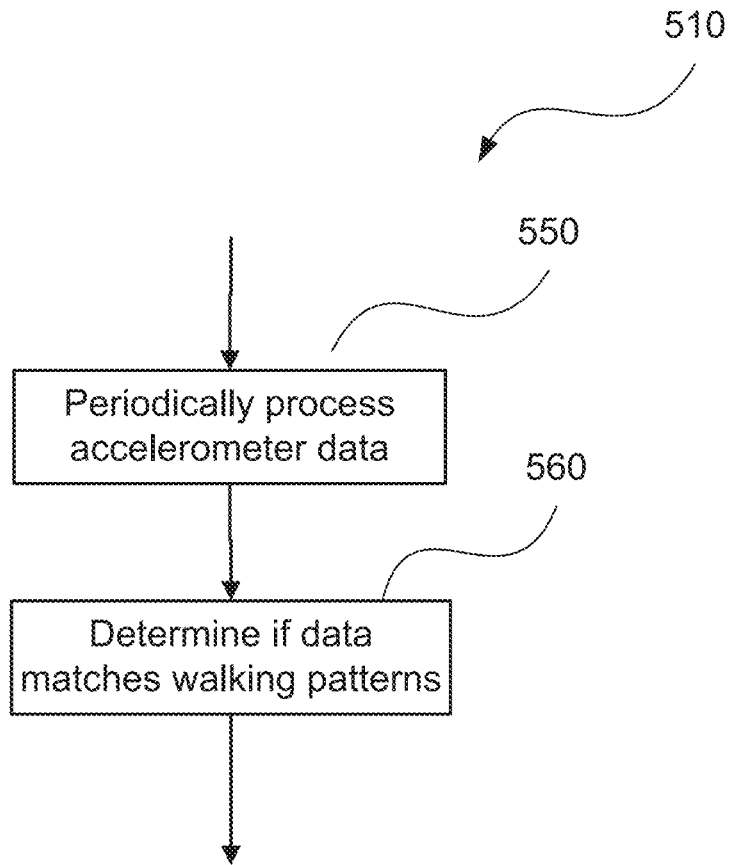 510
550
Periodically process
accelerometer data
560
Determine if data
matches walking patterns